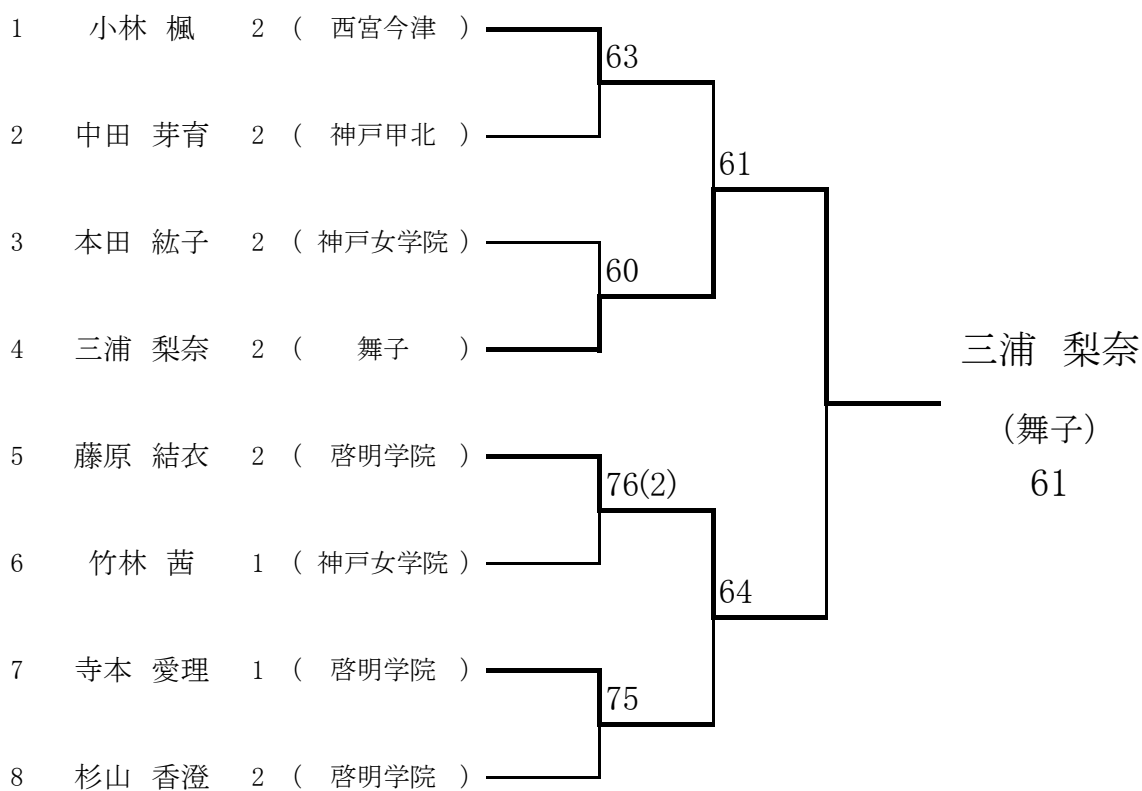 1 小林 楓 2 ( 西宮今津 )
63
2 中田 芽育 2 ( 神戸甲北 )
61
3 本田 紘子 2 ( 神戸女学院 )
60
4 三浦 梨奈 2 ( 舞子 )
三浦 梨奈
(舞子)
61
5 藤原 結衣 2 ( 啓明学院 )
76(2)
6 竹林 茜 1 ( 神戸女学院 )
64
7 寺本 愛理 1 ( 啓明学院 )
75
8 杉山 香澄 2 ( 啓明学院 )